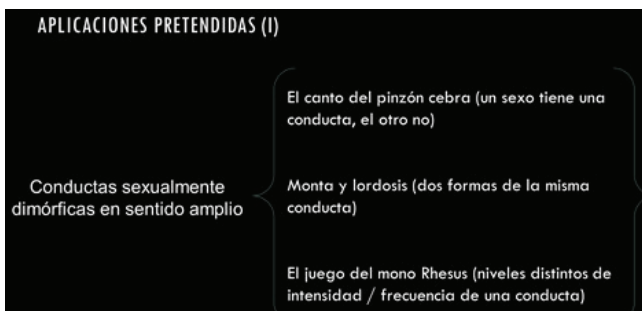 APLICACIONES PRETENDIDAS (I)
El canto del pinzón cebra (un sexo tiene una
conducta, el otro no)
Conductas sexualmente
dimórficas en sentido amplio
Monta y lordosis (dos formas de la misma
conducta)
El juego del mono Rhesus (niveles distintos de
intensidad / frecuencia de una conducta)